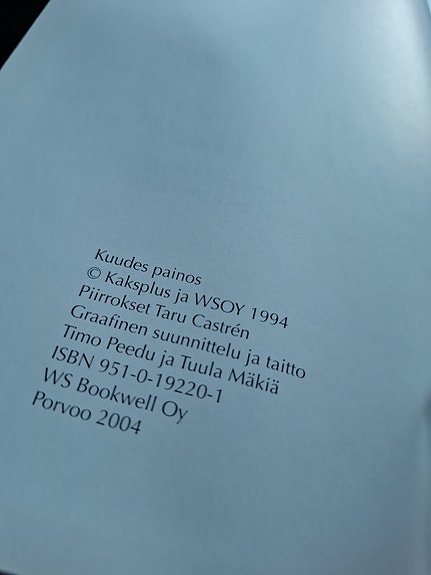 Kuudes painos
© Kaksplus ja WSOY 1994
Piirrokset Taru Castrén
Graafinen suunnittelu ja taitto
Timo Peedu ja Tuula Mäkiä
ISBN 951-0-19220-1
WS Bookwell Oy
Porvoo 2004